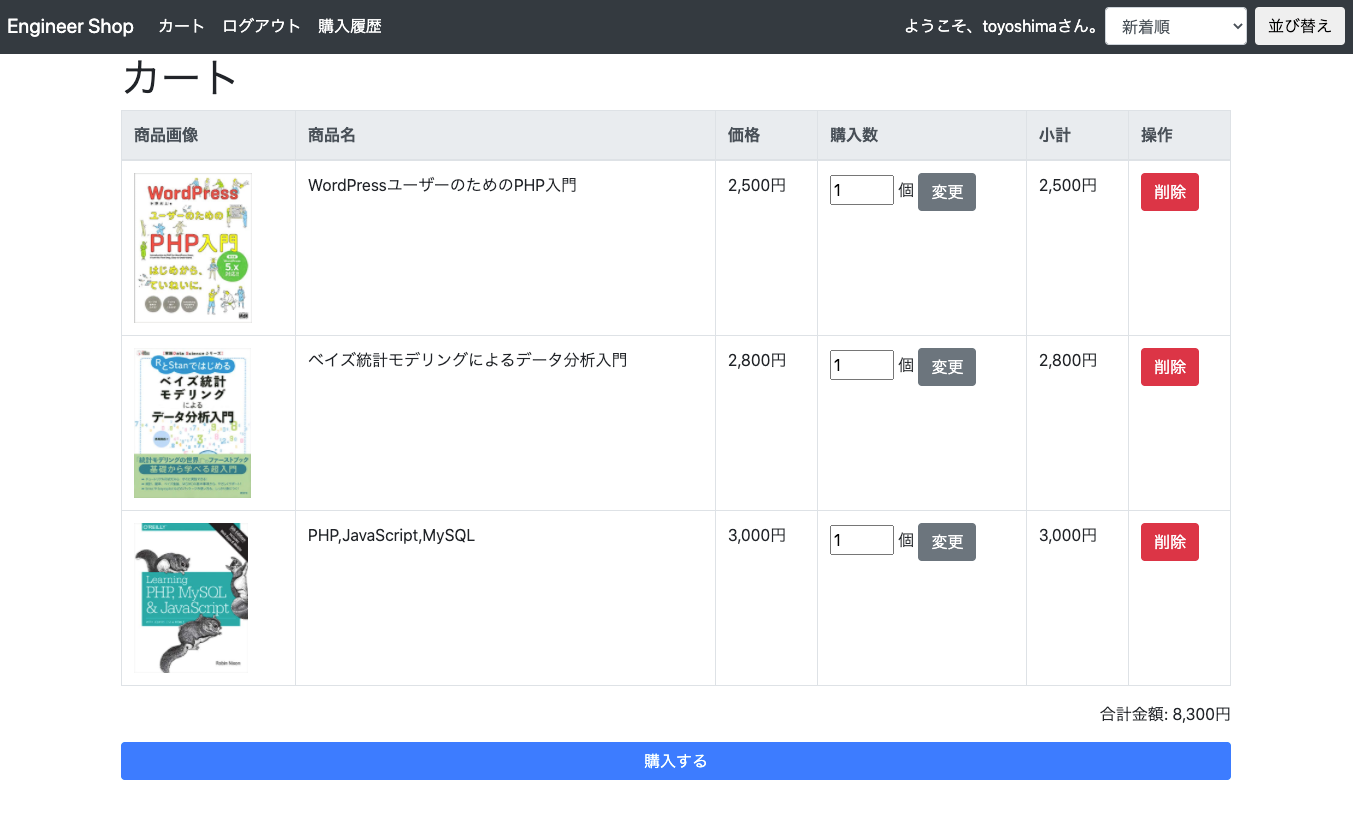 Engineer Shop カート ログアウト 購入履歴 ようこそ、toyoshimaさん。 新着順 並び替え
カート
商品画像 商品名 価格 購入数 小計 操作
WordPressユーザーのためのPHP入門 2,500円 1 個 変更 2,500円 削除
WordPress
ユーザーのための
PHP入門
5.x
はじめから、
ていねいに。
ベイズ統計モデリングによるデータ分析入門 2,800円 1 個 変更 2,800円 削除
RとStanではじめる
ベイズ統計
モデリング
による
データ分析入門
統計モデリングの世界へのファーストブック
基礎から学べる超入門
PHP,JavaScript,MySQL 3,000円 1 個 変更 3,000円 削除
O'REILLY
Learning
PHP, MySQL
& JavaScript
Robin Nixon
合計金額: 8,300円
購入する